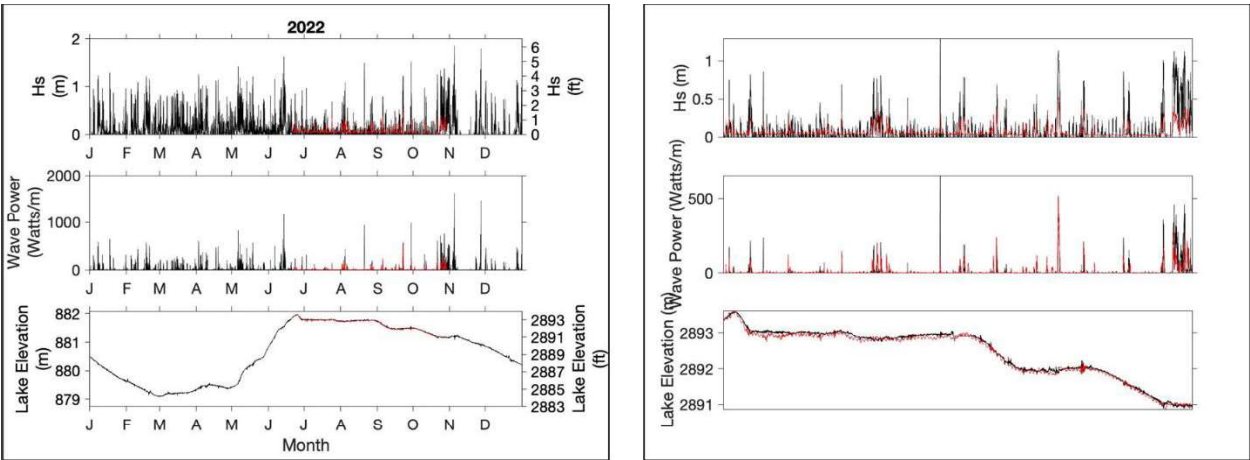 2022
Hs
(m)
2
1
0
Hs
(ft)
6
5
4
3
2
1
0
J F M A M J J A S O N D
Wave Power
(Watts/m)
2000
1000
0
J F M A M J J A S O N D
Lake Elevation
(m)
882
881
880
879
Lake Elevation
(ft)
2893
2891
2889
2887
2885
2883
J F M A M J J A S O N D
Month
Hs (m)
1
0.5
0
Wave Power (Watts/m)
500
0
Lake Elevation (m)
2893
2892
2891